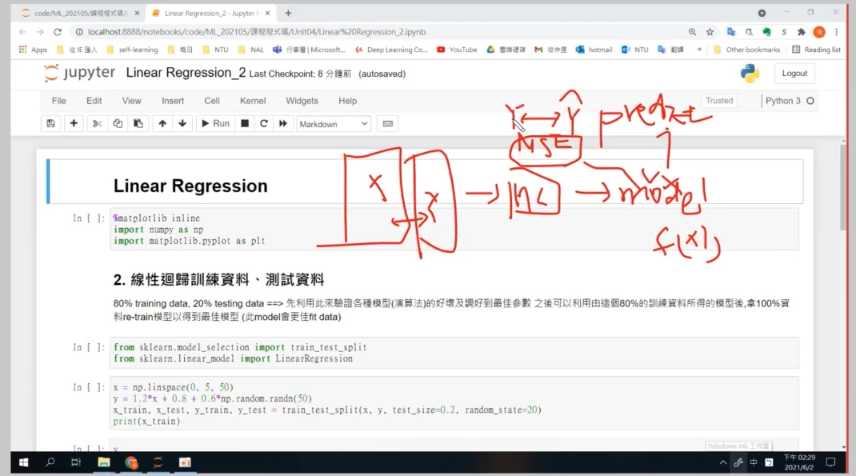 code/ML_202105/課程程式碼/
Linear Regression_2 - Jupyter
localhost:8888/notebooks/code/ML_202105/課程程式碼/Unit04/Linear%20Regression_2.ipynb
Apps
self-learning
每日
NTU
NAL
行事曆 | Microsoft...
Deep Learning Co...
YouTube
雲端硬碟
收件匣
hotmail
NTU
翻譯
Other bookmarks
Reading list
jupyter Linear Regression_2 Last Checkpoint: 8 分鐘前 (autosaved)
Logout
File Edit View Insert Cell Kernel Widgets Help
Trusted
Python 3
Run
Markdown
Y Ŷ predict
MSE
X X ML model
f(x)
Linear Regression
In [ ]: %matplotlib inline
import numpy as np
import matplotlib.pyplot as plt
2. 線性迴歸訓練資料、測試資料
80% training data, 20% testing data ==> 先利用此來驗證各種模型(演算法)的好壞及調好到最佳參數 之後可以利用由這個80%的訓練資料所得的模型後,拿100%資
料re-train模型以得到最佳模型 (此model會更佳fit data)
In [ ]: from sklearn.model_selection import train_test_split
from sklearn.linear_model import LinearRegression
In [ ]: x = np.linspace(0, 5, 50)
y = 1.2*x + 0.8 + 0.6*np.random.randn(50)
x_train, x_test, y_train, y_test = train_test_split(x, y, test_size=0.2, random_state=20)
print(x_train)
In [ ]:
Windows Ink 工作區
中
下午 02:29
2021/6/2